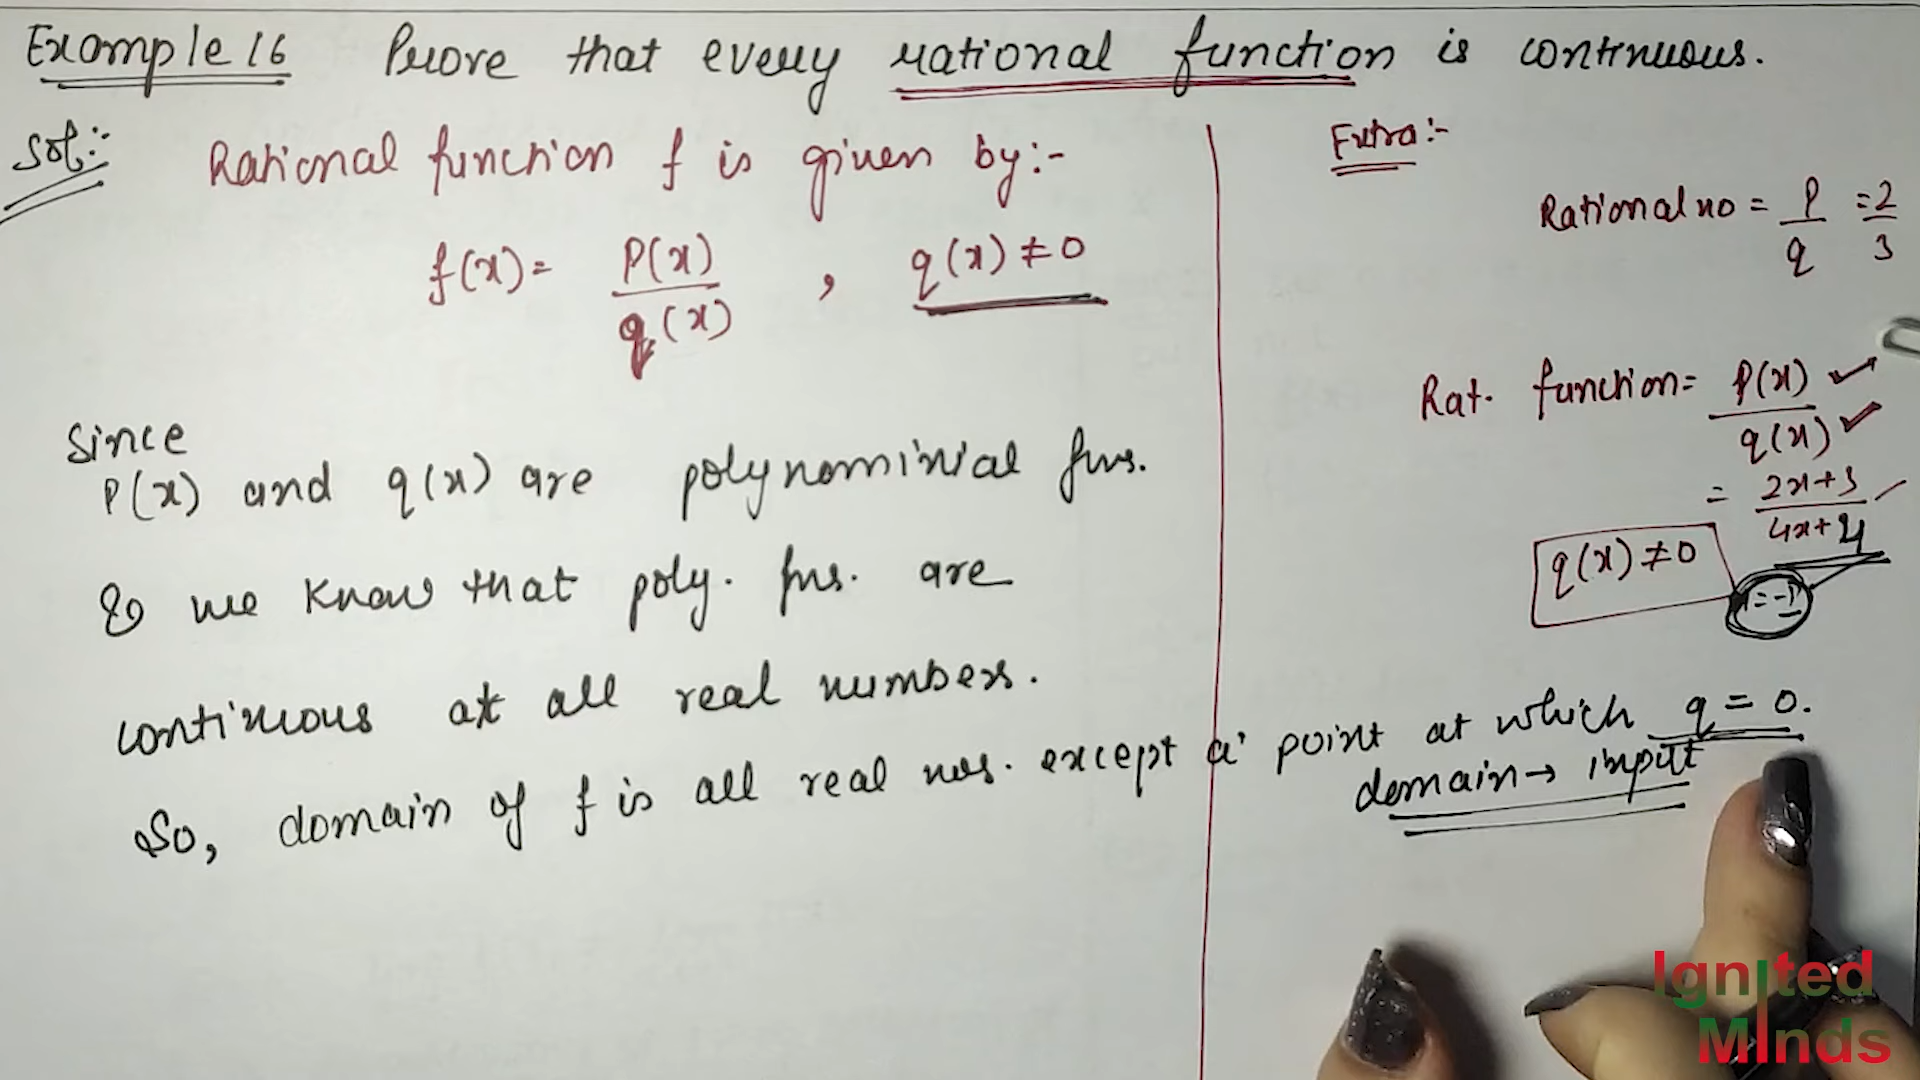 Example 16 Prove that every rational function is continuous.
Sol:-
Rational function f is given by:-
f(x) = P(x)/q(x) , q(x) ≠ 0
Since
P(x) and q(x) are polynominial fns.
& we know that poly. fns. are
continuous at all real numbers.
So, domain of f is all real nos. except a point at which q = 0.
Extra:-
Rational no = P/q = 2/3
Rat. function = P(x)/q(x)
= 2x+3/4x+4
q(x) ≠ 0
= -1
domain → input
Ignited
Minds